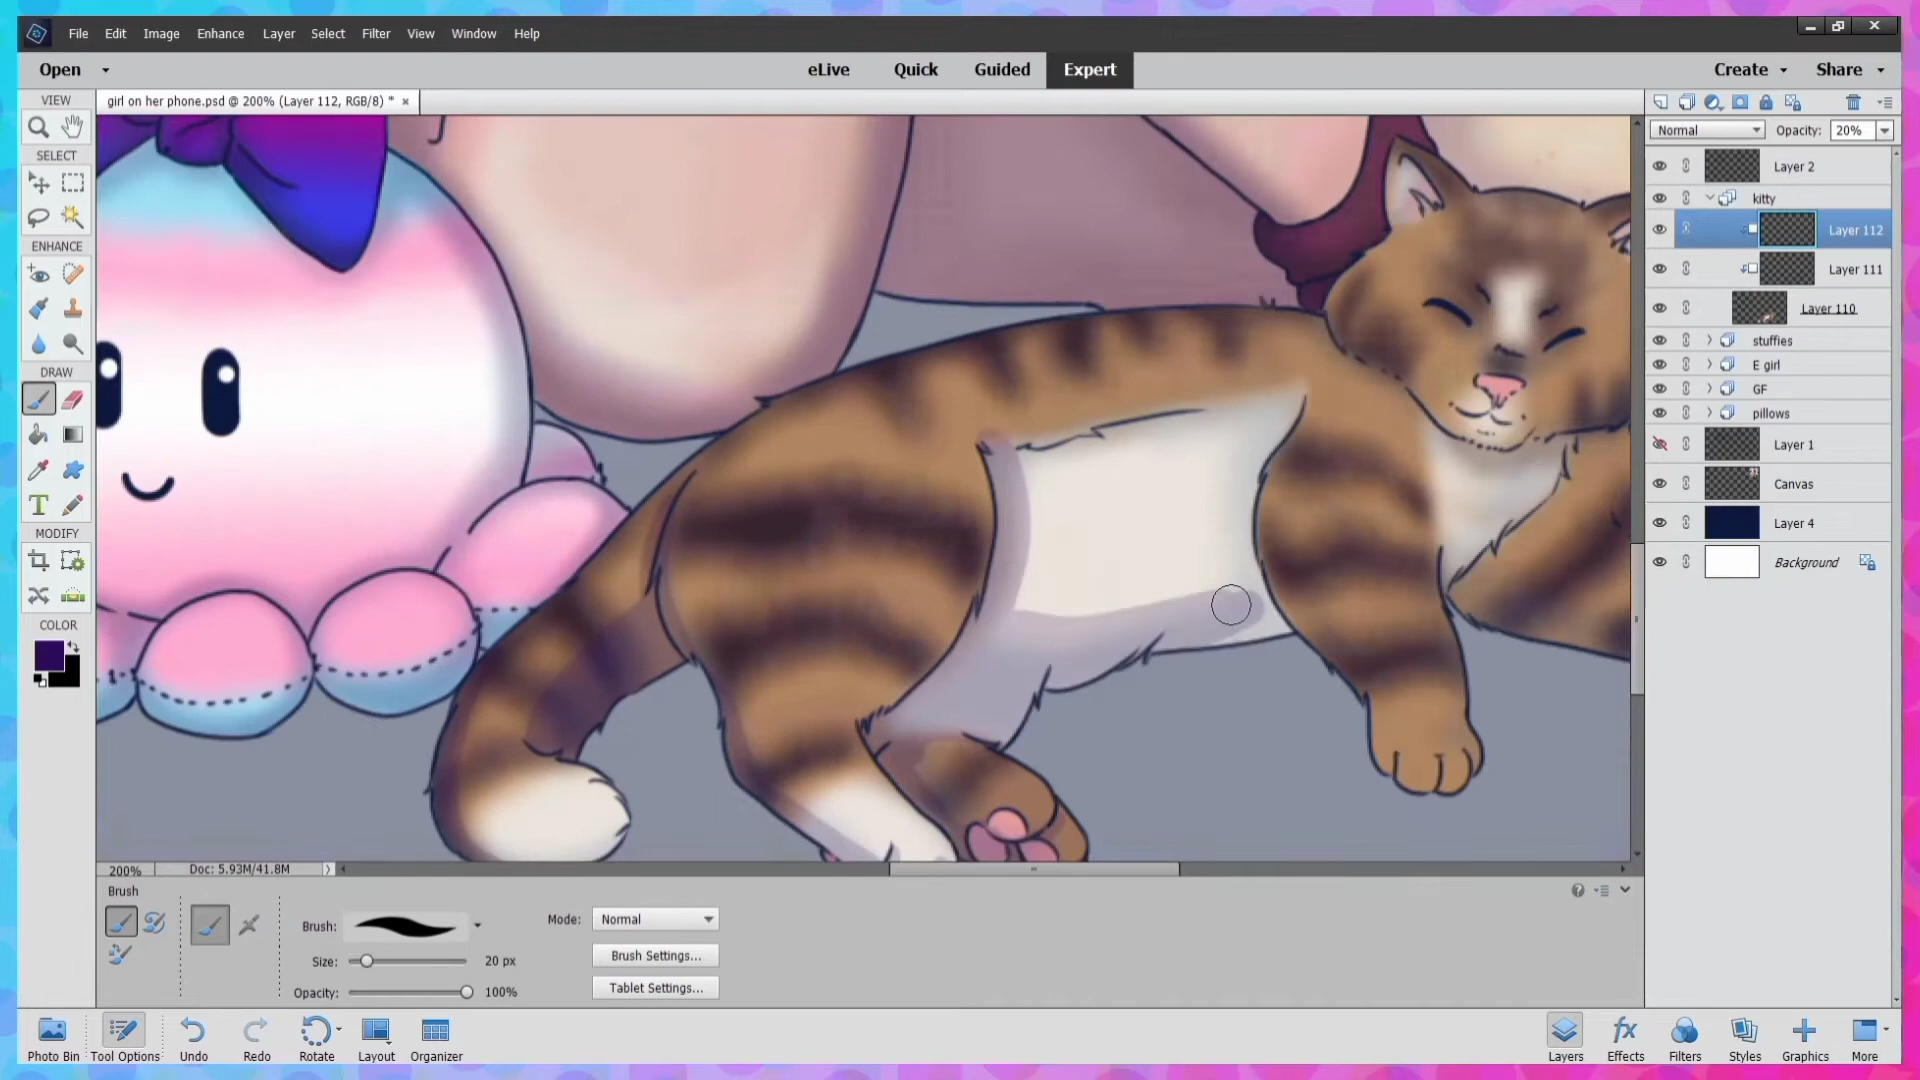 File Edit Image Enhance Layer Select Filter View Window Help
Open eLive Quick Guided Expert Create Share
VIEW
girl on her phone.psd @ 200% (Layer 112, RGB/8) * ×
Normal Opacity: 20%
SELECT
Layer 2
kitty
Layer 112
ENHANCE
Layer 111
Layer 110
stuffies
E girl
DRAW
GF
pillows
Layer 1
Canvas
T
Layer 4
MODIFY
Background
COLOR
200% Doc: 5.93M/41.8M
Brush
Brush:
Mode: Normal
Size: 20 px
Brush Settings...
Opacity: 100%
Tablet Settings...
Photo Bin Tool Options Undo Redo Rotate Layout Organizer
fx
Layers Effects Filters Styles Graphics More